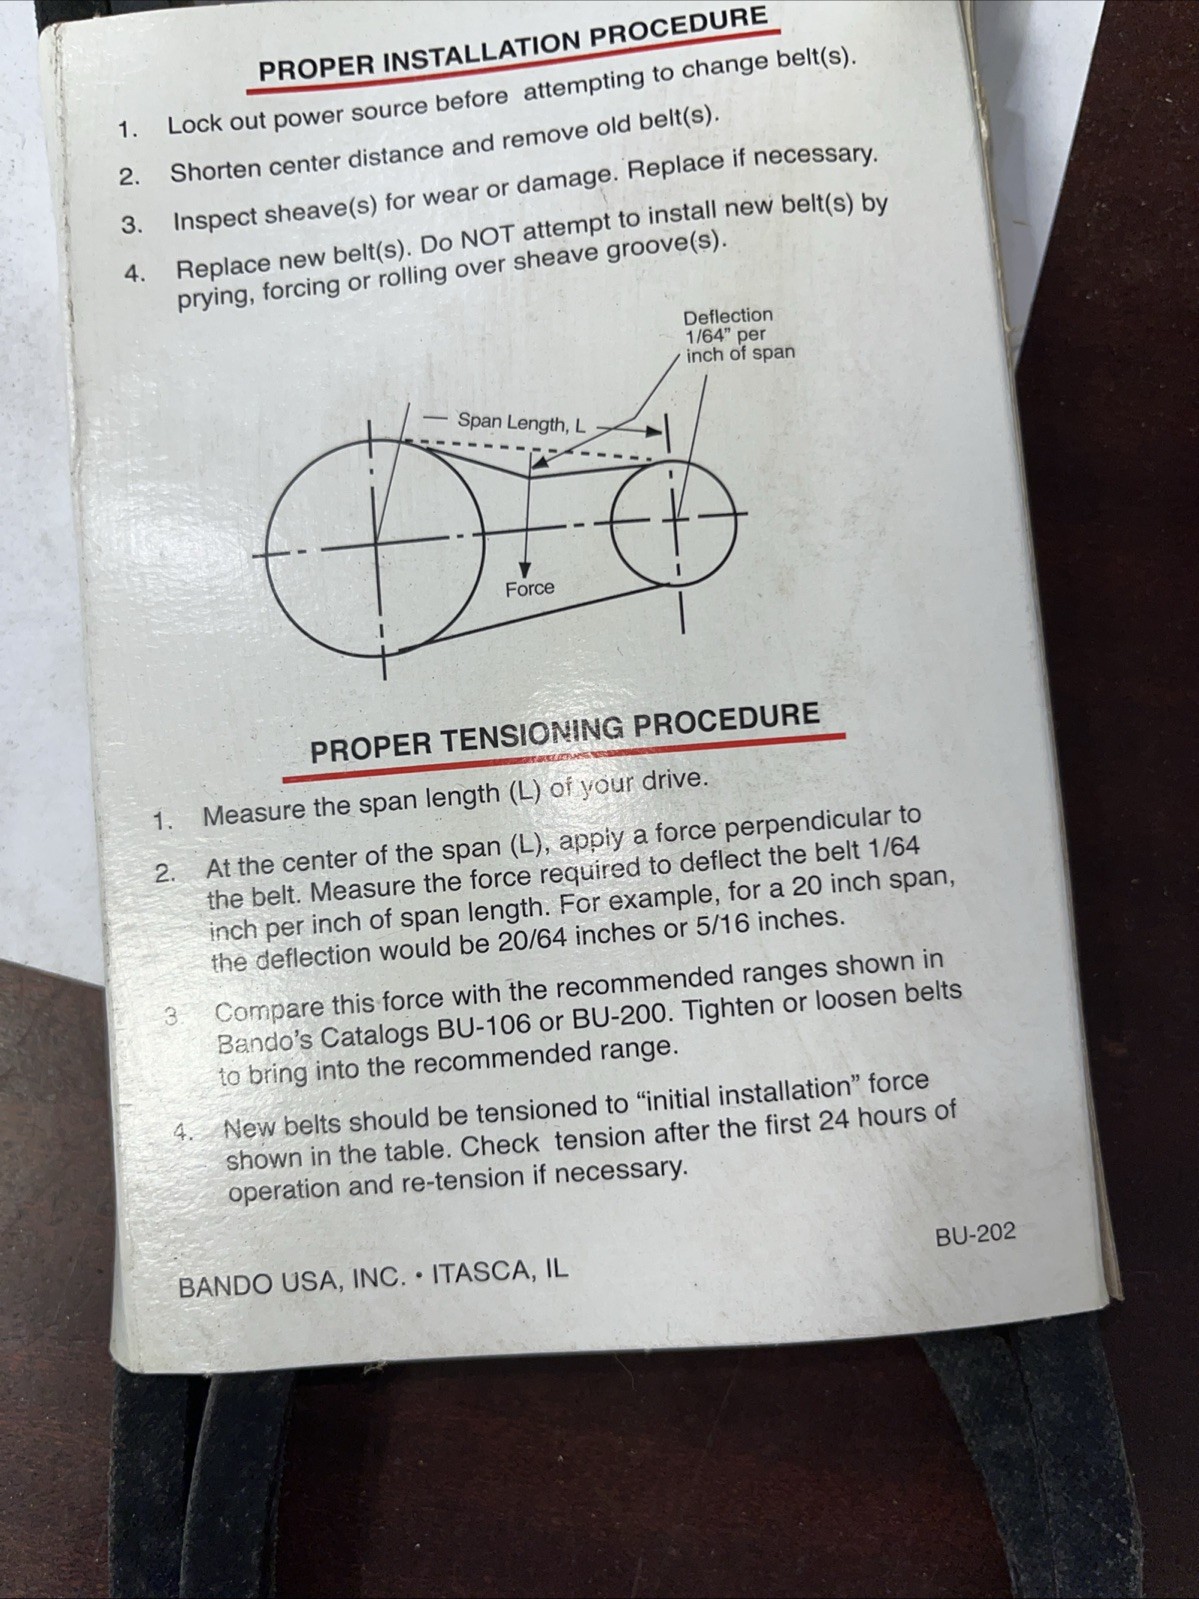 PROPER INSTALLATION PROCEDURE
1. Lock out power source before attempting to change belt(s).
2. Shorten center distance and remove old belt(s).
3. Inspect sheave(s) for wear or damage. Replace if necessary.
4. Replace new belt(s). Do NOT attempt to install new belt(s) by
prying, forcing or rolling over sheave groove(s).
Deflection
1/64" per
inch of span
Span Length, L
Force
PROPER TENSIONING PROCEDURE
1. Measure the span length (L) of your drive.
2. At the center of the span (L), apply a force perpendicular to
the belt. Measure the force required to deflect the belt 1/64
inch per inch of span length. For example, for a 20 inch span,
the deflection would be 20/64 inches or 5/16 inches.
3 Compare this force with the recommended ranges shown in
Bando's Catalogs BU-106 or BU-200. Tighten or loosen belts
to bring into the recommended range.
4. New belts should be tensioned to “initial installation” force
shown in the table. Check tension after the first 24 hours of
operation and re-tension if necessary.
BU-202
BANDO USA, INC. • ITASCA, IL